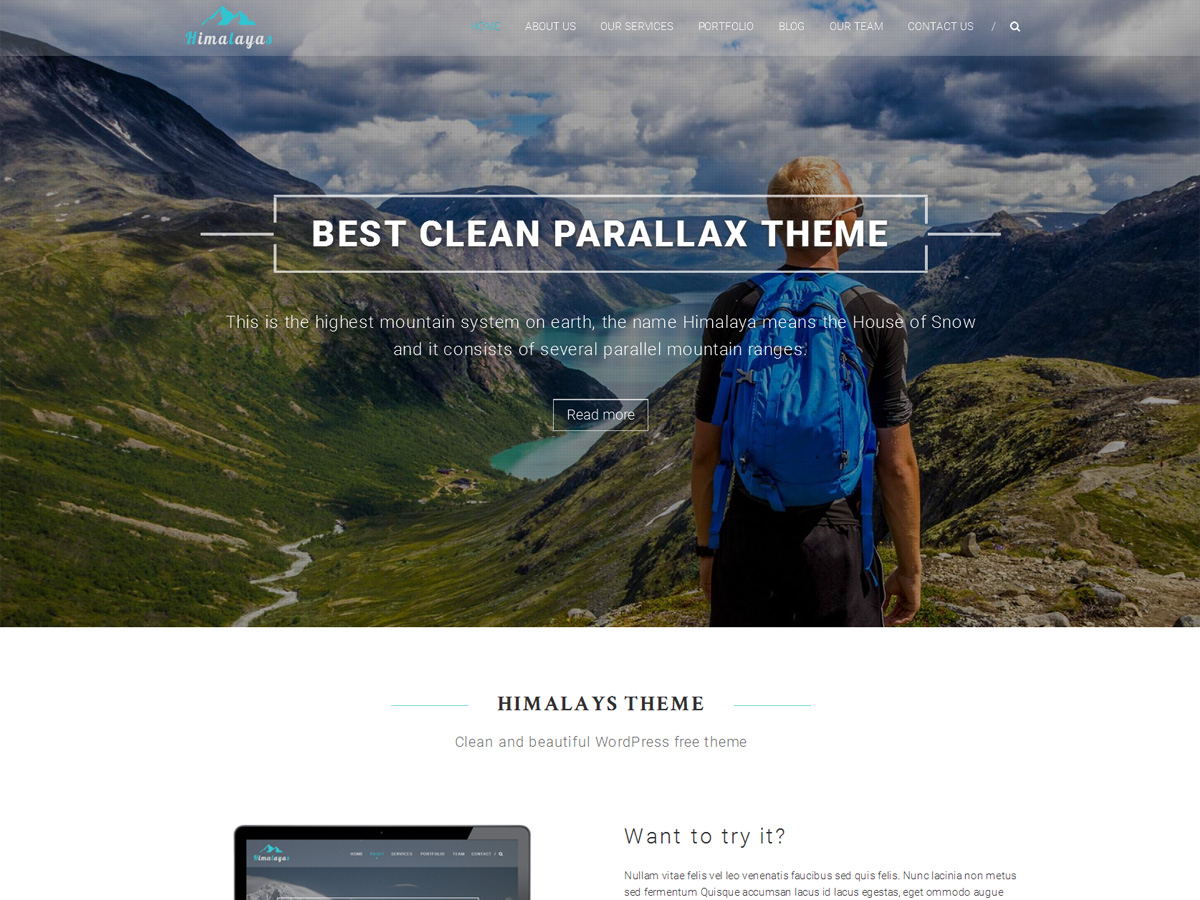 Himalayas
HOME ABOUT US OUR SERVICES PORTFOLIO BLOG OUR TEAM CONTACT US /
BEST CLEAN PARALLAX THEME
This is the highest mountain system on earth, the name Himalaya means the House of Snow
and it consists of several parallel mountain ranges.
Read more
HIMALAYS THEME
Clean and beautiful WordPress free theme
Want to try it?
Nullam vitae felis vel leo venenatis faucibus sed quis felis. Nunc lacinia non metus
sed fermentum Quisque accumsan lacus id lacus egestas, eget ommodo augue
Himalayas
HOME ABOUT SERVICES PORTFOLIO TEAM CONTACT /